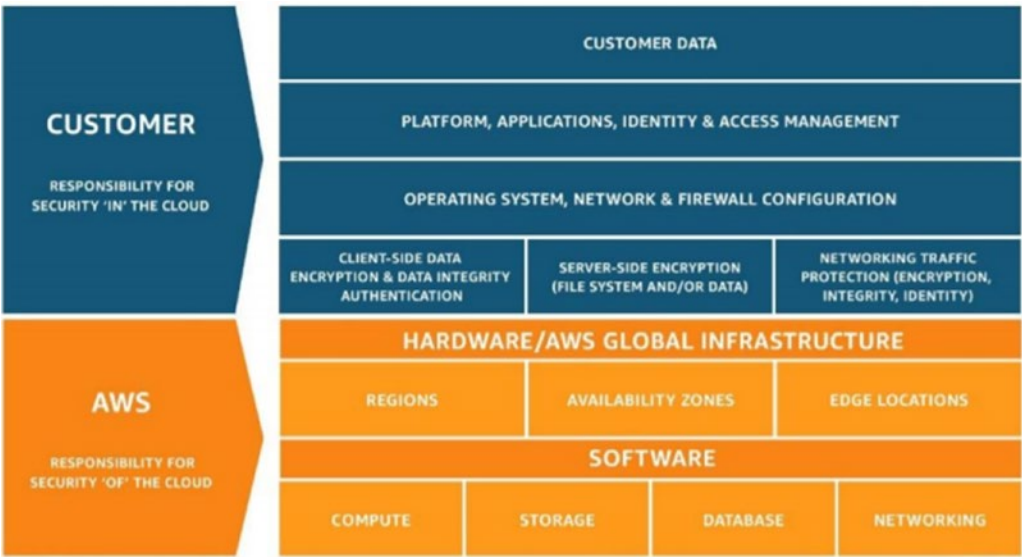 CUSTOMER
RESPONSIBILITY FOR
SECURITY ‘IN’ THE CLOUD
CUSTOMER DATA
PLATFORM, APPLICATIONS, IDENTITY & ACCESS MANAGEMENT
OPERATING SYSTEM, NETWORK & FIREWALL CONFIGURATION
CLIENT-SIDE DATA
ENCRYPTION & DATA INTEGRITY
AUTHENTICATION
SERVER-SIDE ENCRYPTION
(FILE SYSTEM AND/OR DATA)
NETWORKING TRAFFIC
PROTECTION (ENCRYPTION,
INTEGRITY, IDENTITY)
AWS
RESPONSIBILITY FOR
SECURITY ‘OF’ THE CLOUD
HARDWARE/AWS GLOBAL INFRASTRUCTURE
REGIONS
AVAILABILITY ZONES
EDGE LOCATIONS
SOFTWARE
COMPUTE
STORAGE
DATABASE
NETWORKING